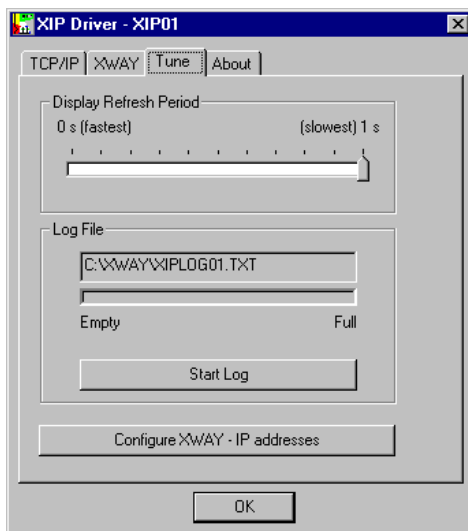 XIP Driver - XIP01
TCP/IP XWAY Tune About
Display Refresh Period
0 s (fastest) (slowest) 1 s
Log File
C:\XWAY\XIPLOG01.TXT
Empty Full
Start Log
Configure XWAY - IP addresses
OK